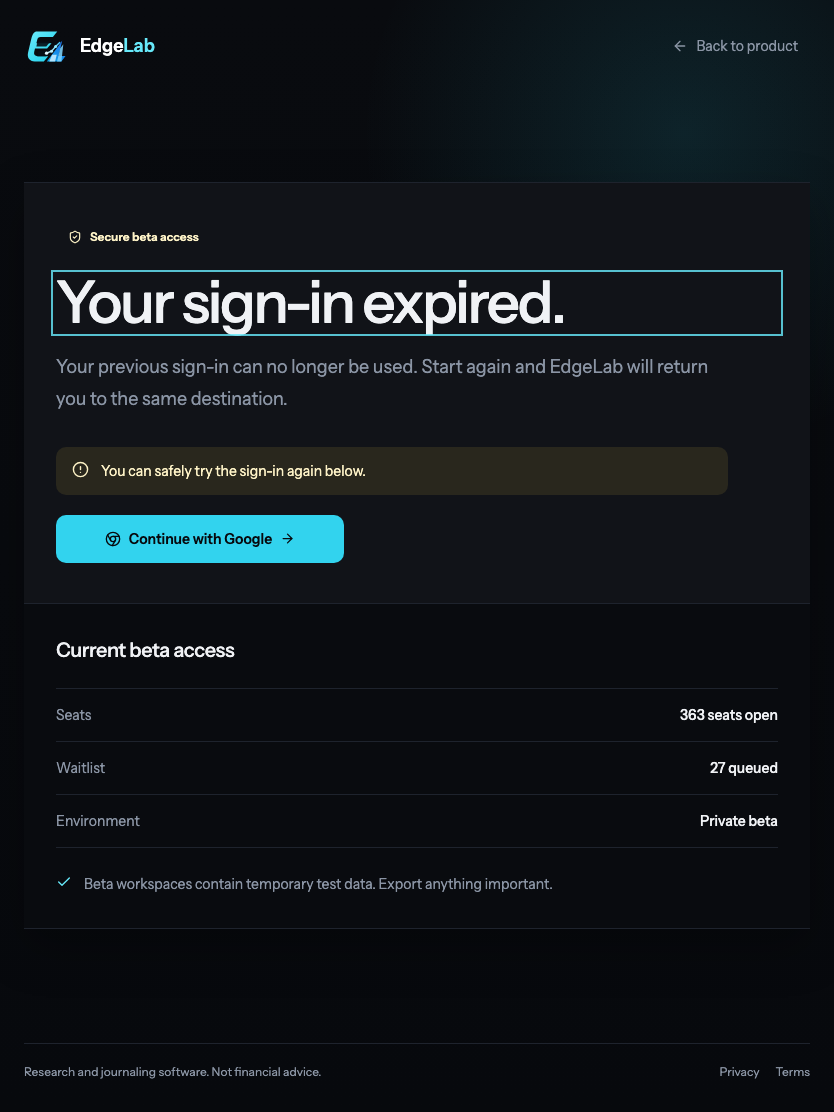 EdgeLab
Back to product
Secure beta access
Your sign-in expired.
Your previous sign-in can no longer be used. Start again and EdgeLab will return
you to the same destination.
You can safely try the sign-in again below.
Continue with Google
Current beta access
Seats
363 seats open
Waitlist
27 queued
Environment
Private beta
Beta workspaces contain temporary test data. Export anything important.
Research and journaling software. Not financial advice.
Privacy
Terms